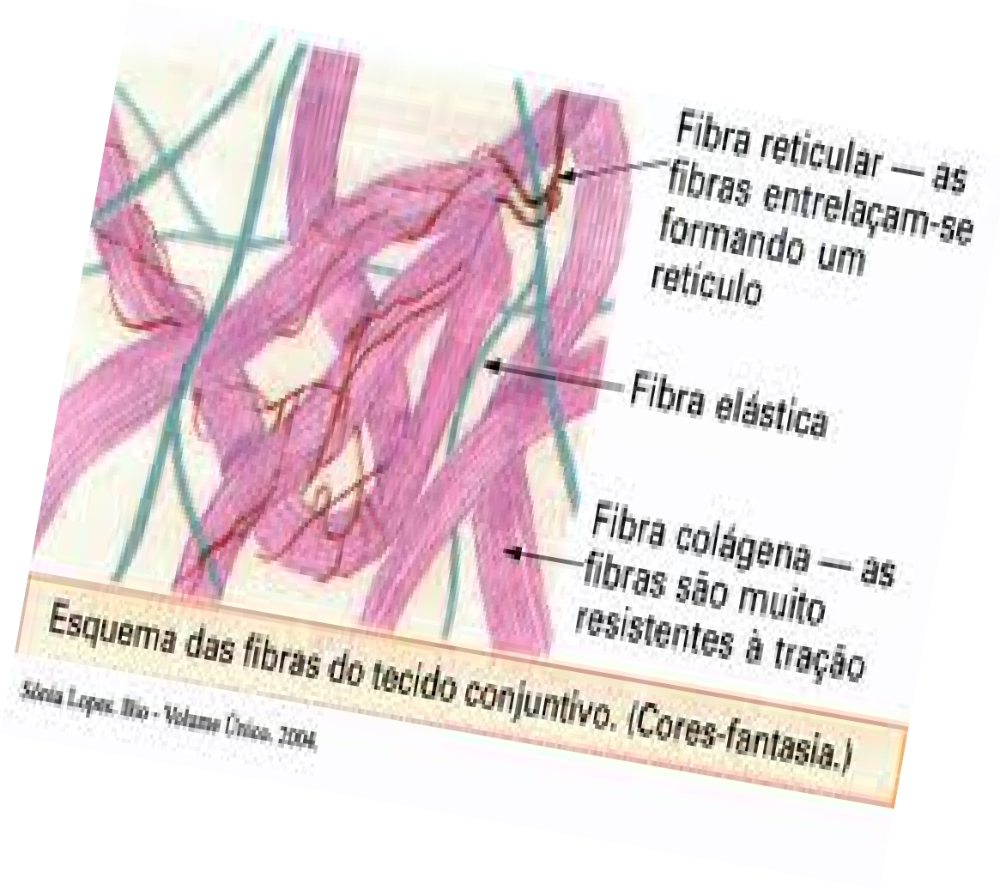 Fibra reticular — as
fibras entrelaçam-se
formando um
retículo
Fibra elástica
Fibra colágena — as
fibras são muito
resistentes à tração
Esquema das fibras do tecido conjuntivo. (Cores-fantasia.)
Sônia Lopes. Bio - Volume Único. 2004.